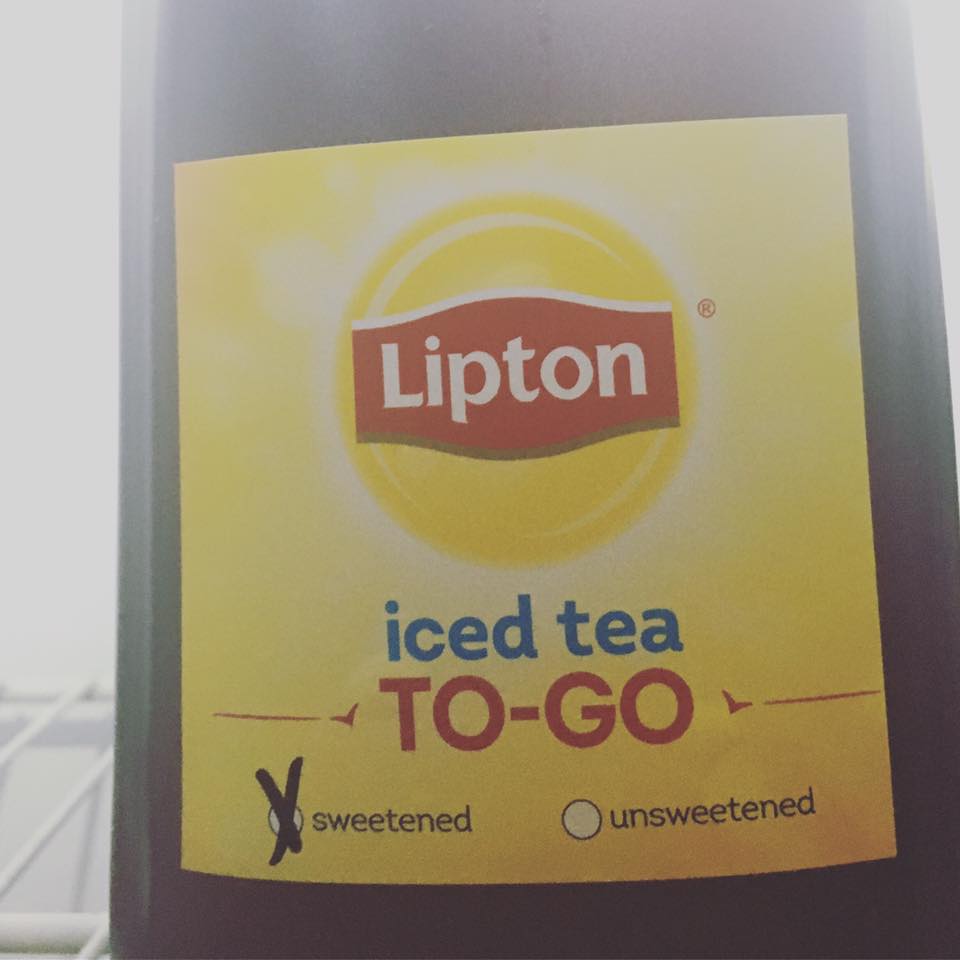 Lipton®
iced tea
TO-GO
X sweetened unsweetened